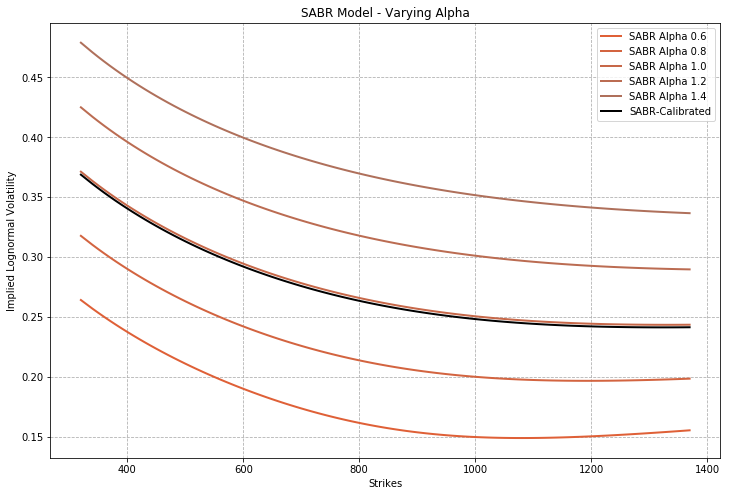 SABR Model - Varying Alpha
SABR Alpha 0.6
SABR Alpha 0.8
SABR Alpha 1.0
SABR Alpha 1.2
SABR Alpha 1.4
SABR-Calibrated
Implied Lognormal Volatility
0.45
0.40
0.35
0.30
0.25
0.20
0.15
400 600 800 1000 1200 1400
Strikes